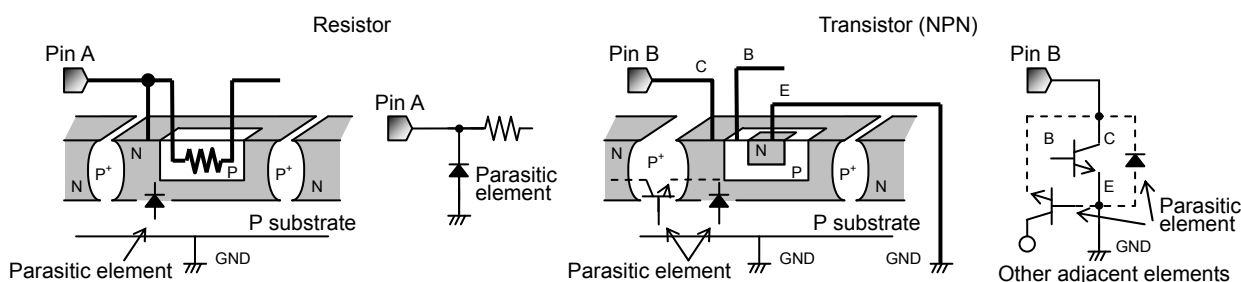 Resistor
Pin A
N
P+
N
P
P+
N
P substrate
Parasitic element
GND
Pin A
Parasitic
element
Transistor (NPN)
Pin B
C
B
E
N
P+
N
P
P+
N
P substrate
Parasitic element
GND
GND
Pin B
B
C
E
Parasitic
element
GND
Other adjacent elements